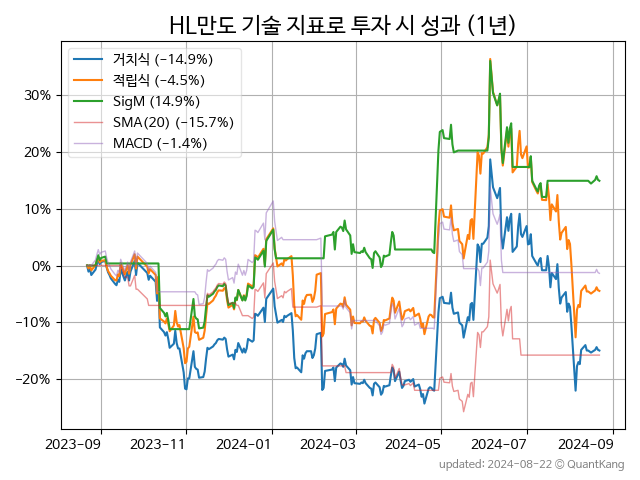 HL만도 기술 지표로 투자 시 성과 (1년)
거치식 (−14.9%)
적립식 (−4.5%)
SigM (14.9%)
SMA(20) (−15.7%)
MACD (−1.4%)
30%
20%
10%
0%
−10%
−20%
2023-09 2023-11 2024-01 2024-03 2024-05 2024-07 2024-09
updated: 2024-08-22 © QuantKang